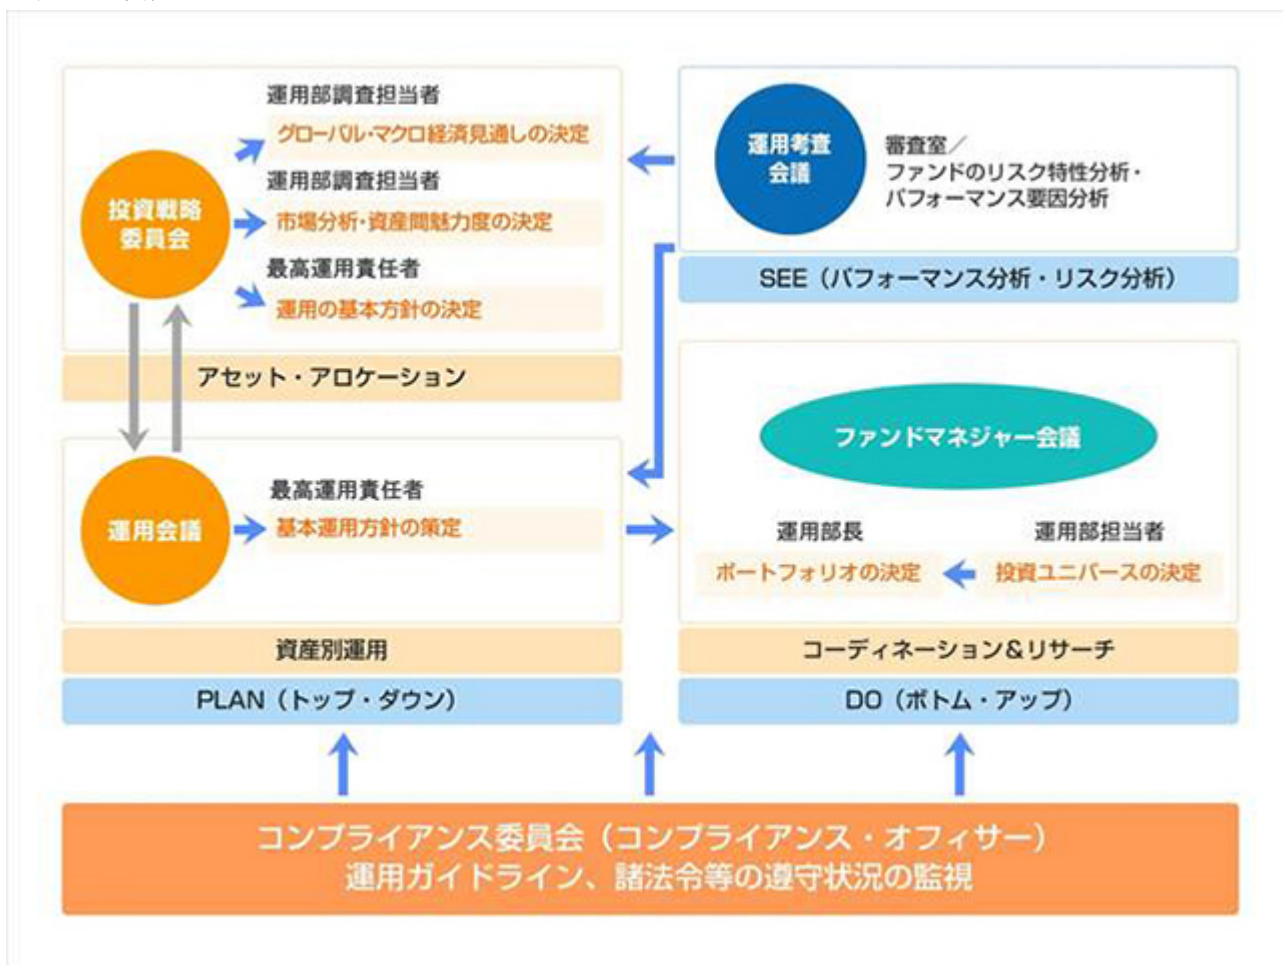 運用部調査担当者
グローバル・マクロ経済見通しの決定
投資戦略
委員会
運用部調査担当者
市場分析・資産間魅力度の決定
最高運用責任者
運用の基本方針の決定
アセット・アロケーション
運用会議
最高運用責任者
基本運用方針の策定
資産別運用
PLAN（トップ・ダウン）
運用考査
会議
審査室／
ファンドのリスク特性分析・
パフォーマンス要因分析
SEE（パフォーマンス分析・リスク分析）
ファンドマネジャー会議
運用部長
ポートフォリオの決定
運用部担当者
投資ユニバースの決定
コーディネーション＆リサーチ
DO（ボトム・アップ）
コンプライアンス委員会（コンプライアンス・オフィサー）
運用ガイドライン、諸法令等の遵守状況の監視